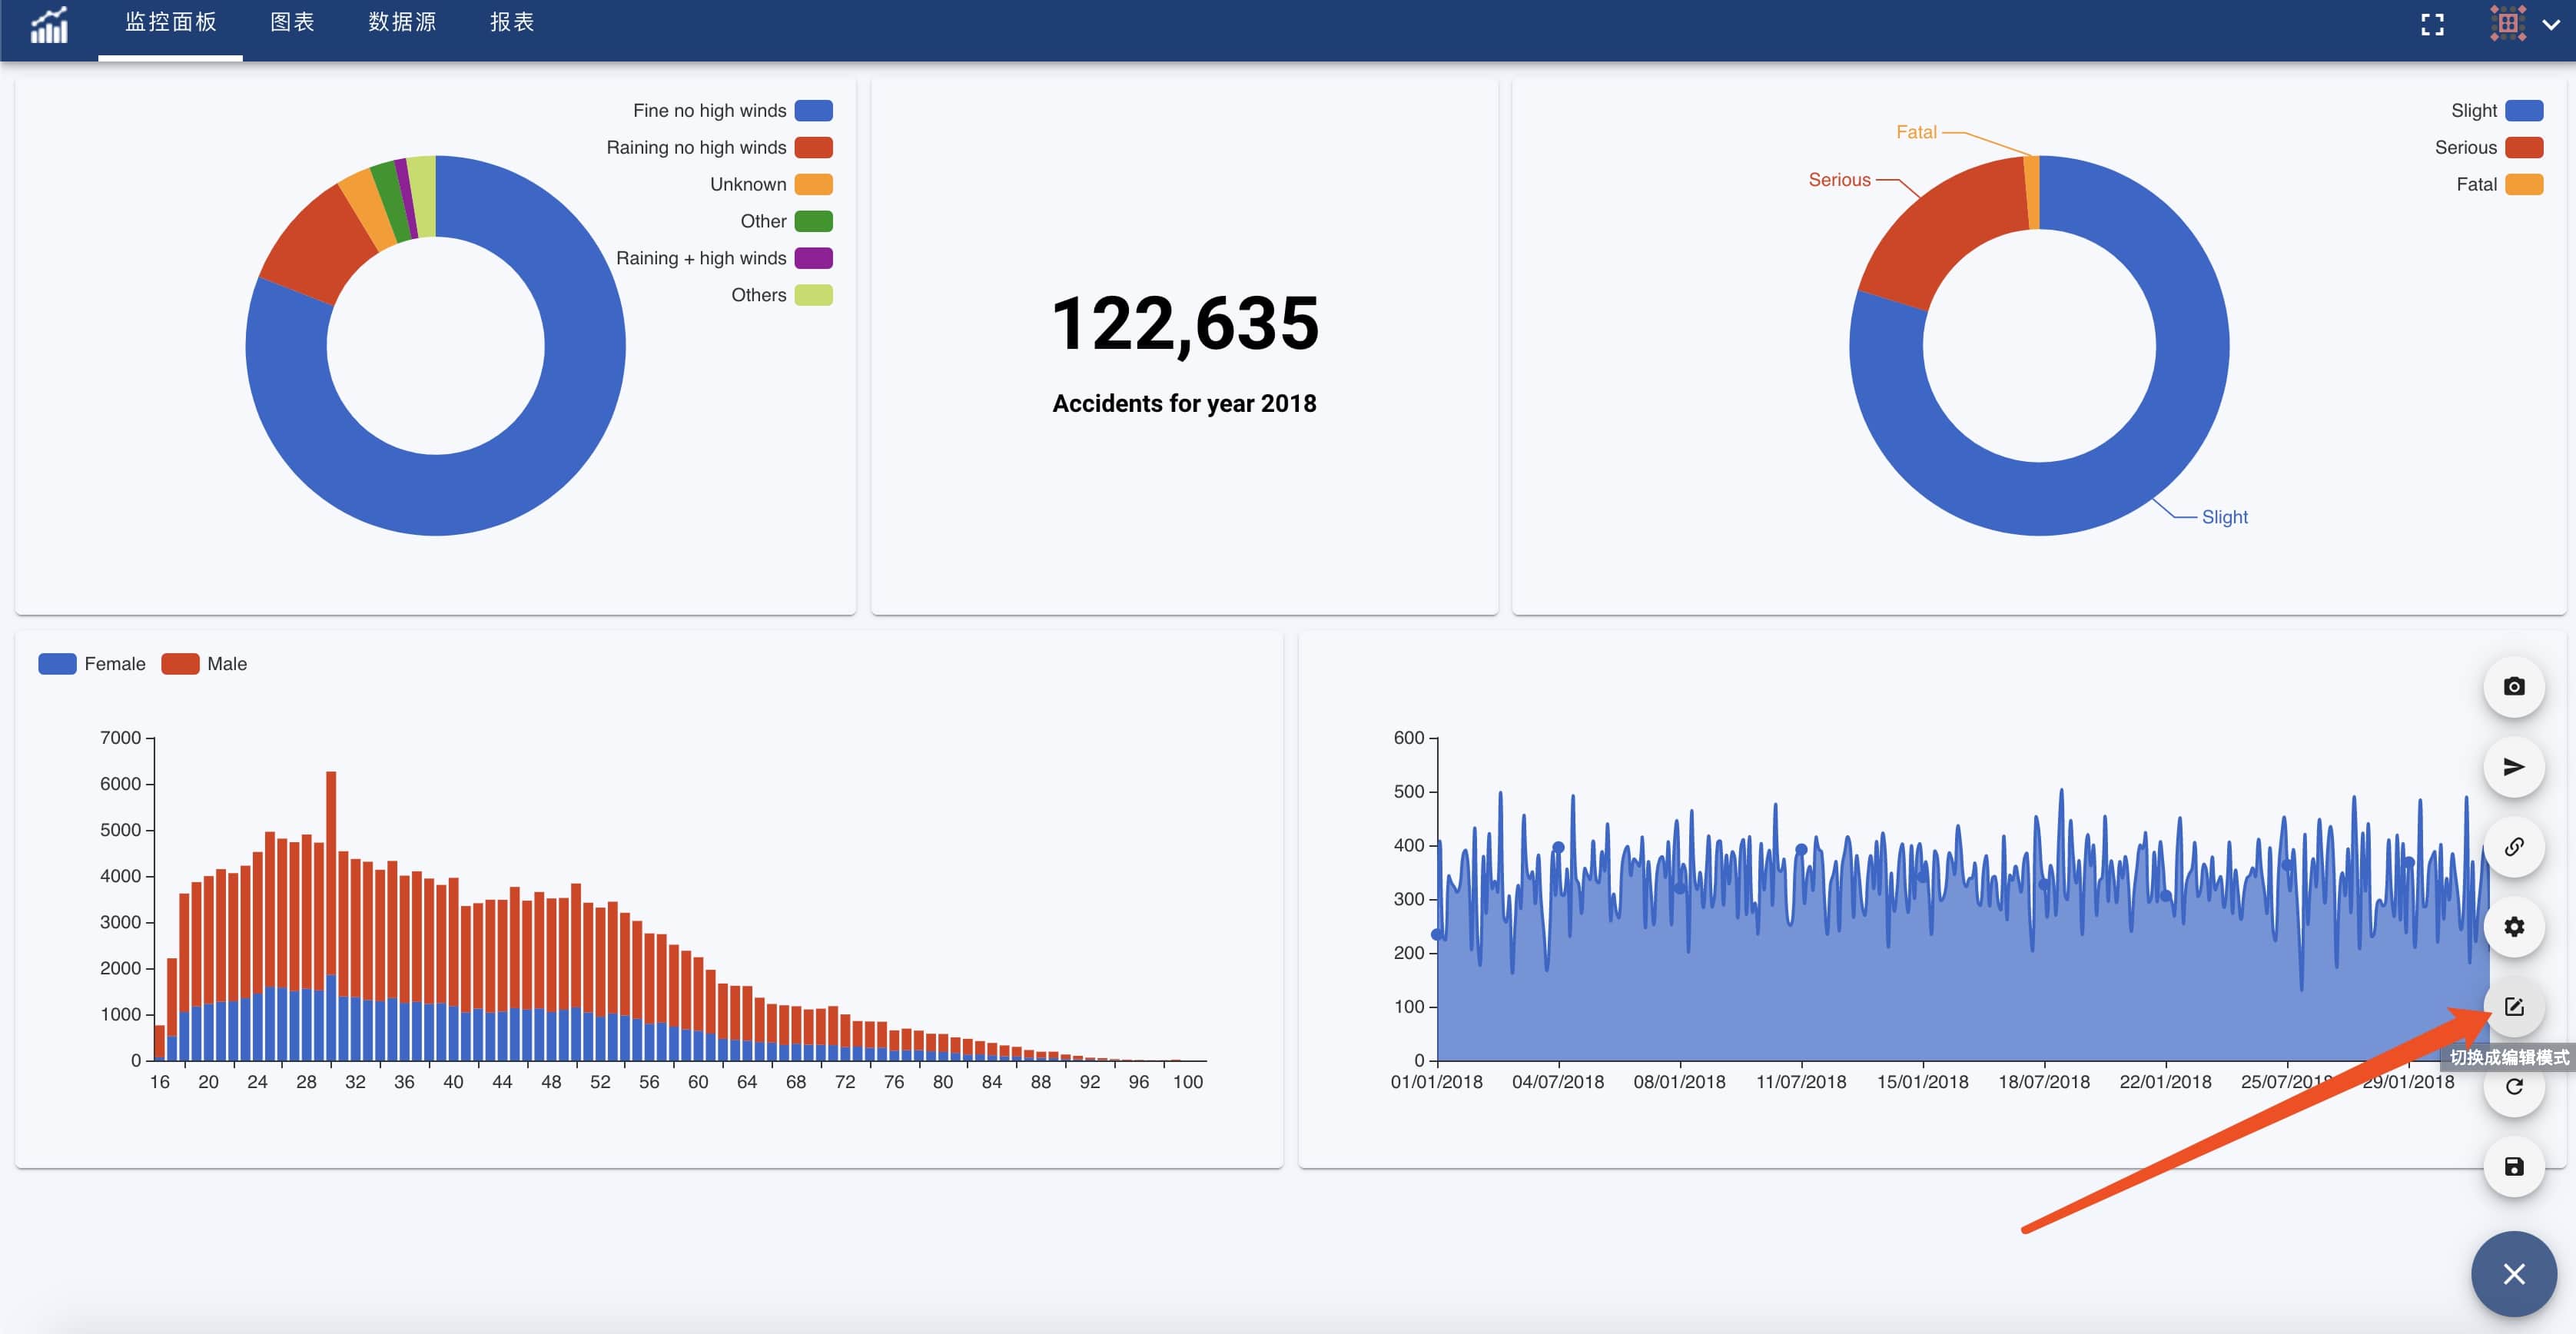 监控面板 图表 数据源 报表
Fine no high winds
Raining no high winds
Unknown
Other
Raining + high winds
Others
122,635
Accidents for year 2018
Slight
Serious
Fatal
Fatal
Serious
Slight
Female Male
7000
6000
5000
4000
3000
2000
1000
0
16 20 24 28 32 36 40 44 48 52 56 60 64 68 72 76 80 84 88 92 96 100
600
500
400
300
200
100
0
01/01/2018 04/07/2018 08/01/2018 11/07/2018 15/01/2018 18/07/2018 22/01/2018 25/07/2018 29/01/2018
切换成编辑模式